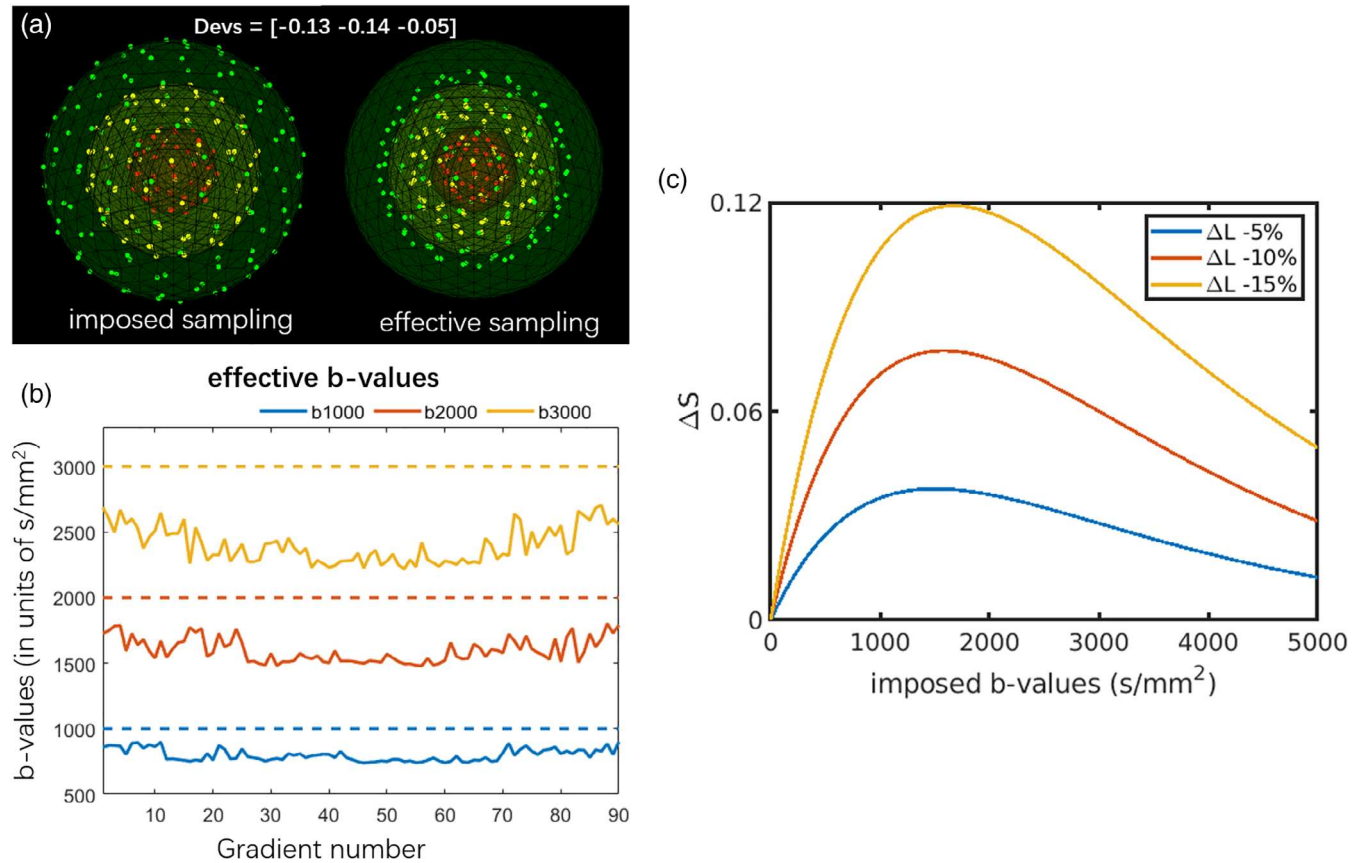 (a)
Devs = [-0.13 -0.14 -0.05]
imposed sampling
effective sampling
(b)
effective b-values
b1000 b2000 b3000
b-values (in units of s/mm²)
3000
2500
2000
1500
1000
500
10 20 30 40 50 60 70 80 90
Gradient number
(c)
ΔL -5%
ΔL -10%
ΔL -15%
ΔS
0.12
0.06
0
0 1000 2000 3000 4000 5000
imposed b-values (s/mm²)